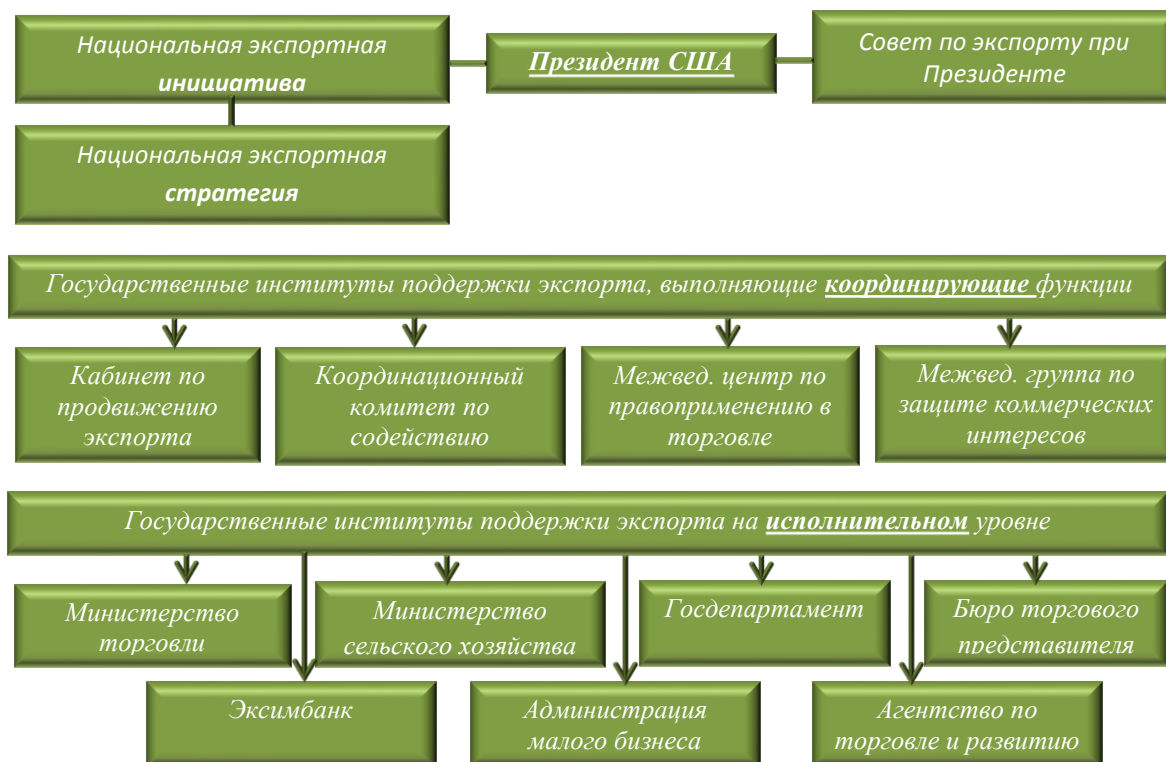 Национальная экспортная
инициатива
Президент США
Совет по экспорту при
Президенте
Национальная экспортная
стратегия
Государственные институты поддержки экспорта, выполняющие координирующие функции
Кабинет по
продвижению
экспорта
Координационный
комитет по
содействию
Межвед. центр по
правоприменению в
торговле
Межвед. группа по
защите коммерческих
интересов
Государственные институты поддержки экспорта на исполнительном уровне
Министерство
торговли
Министерство
сельского хозяйства
Госдепартамент
Бюро торгового
представителя
Эксимбанк
Администрация
малого бизнеса
Агентство по
торговле и развитию